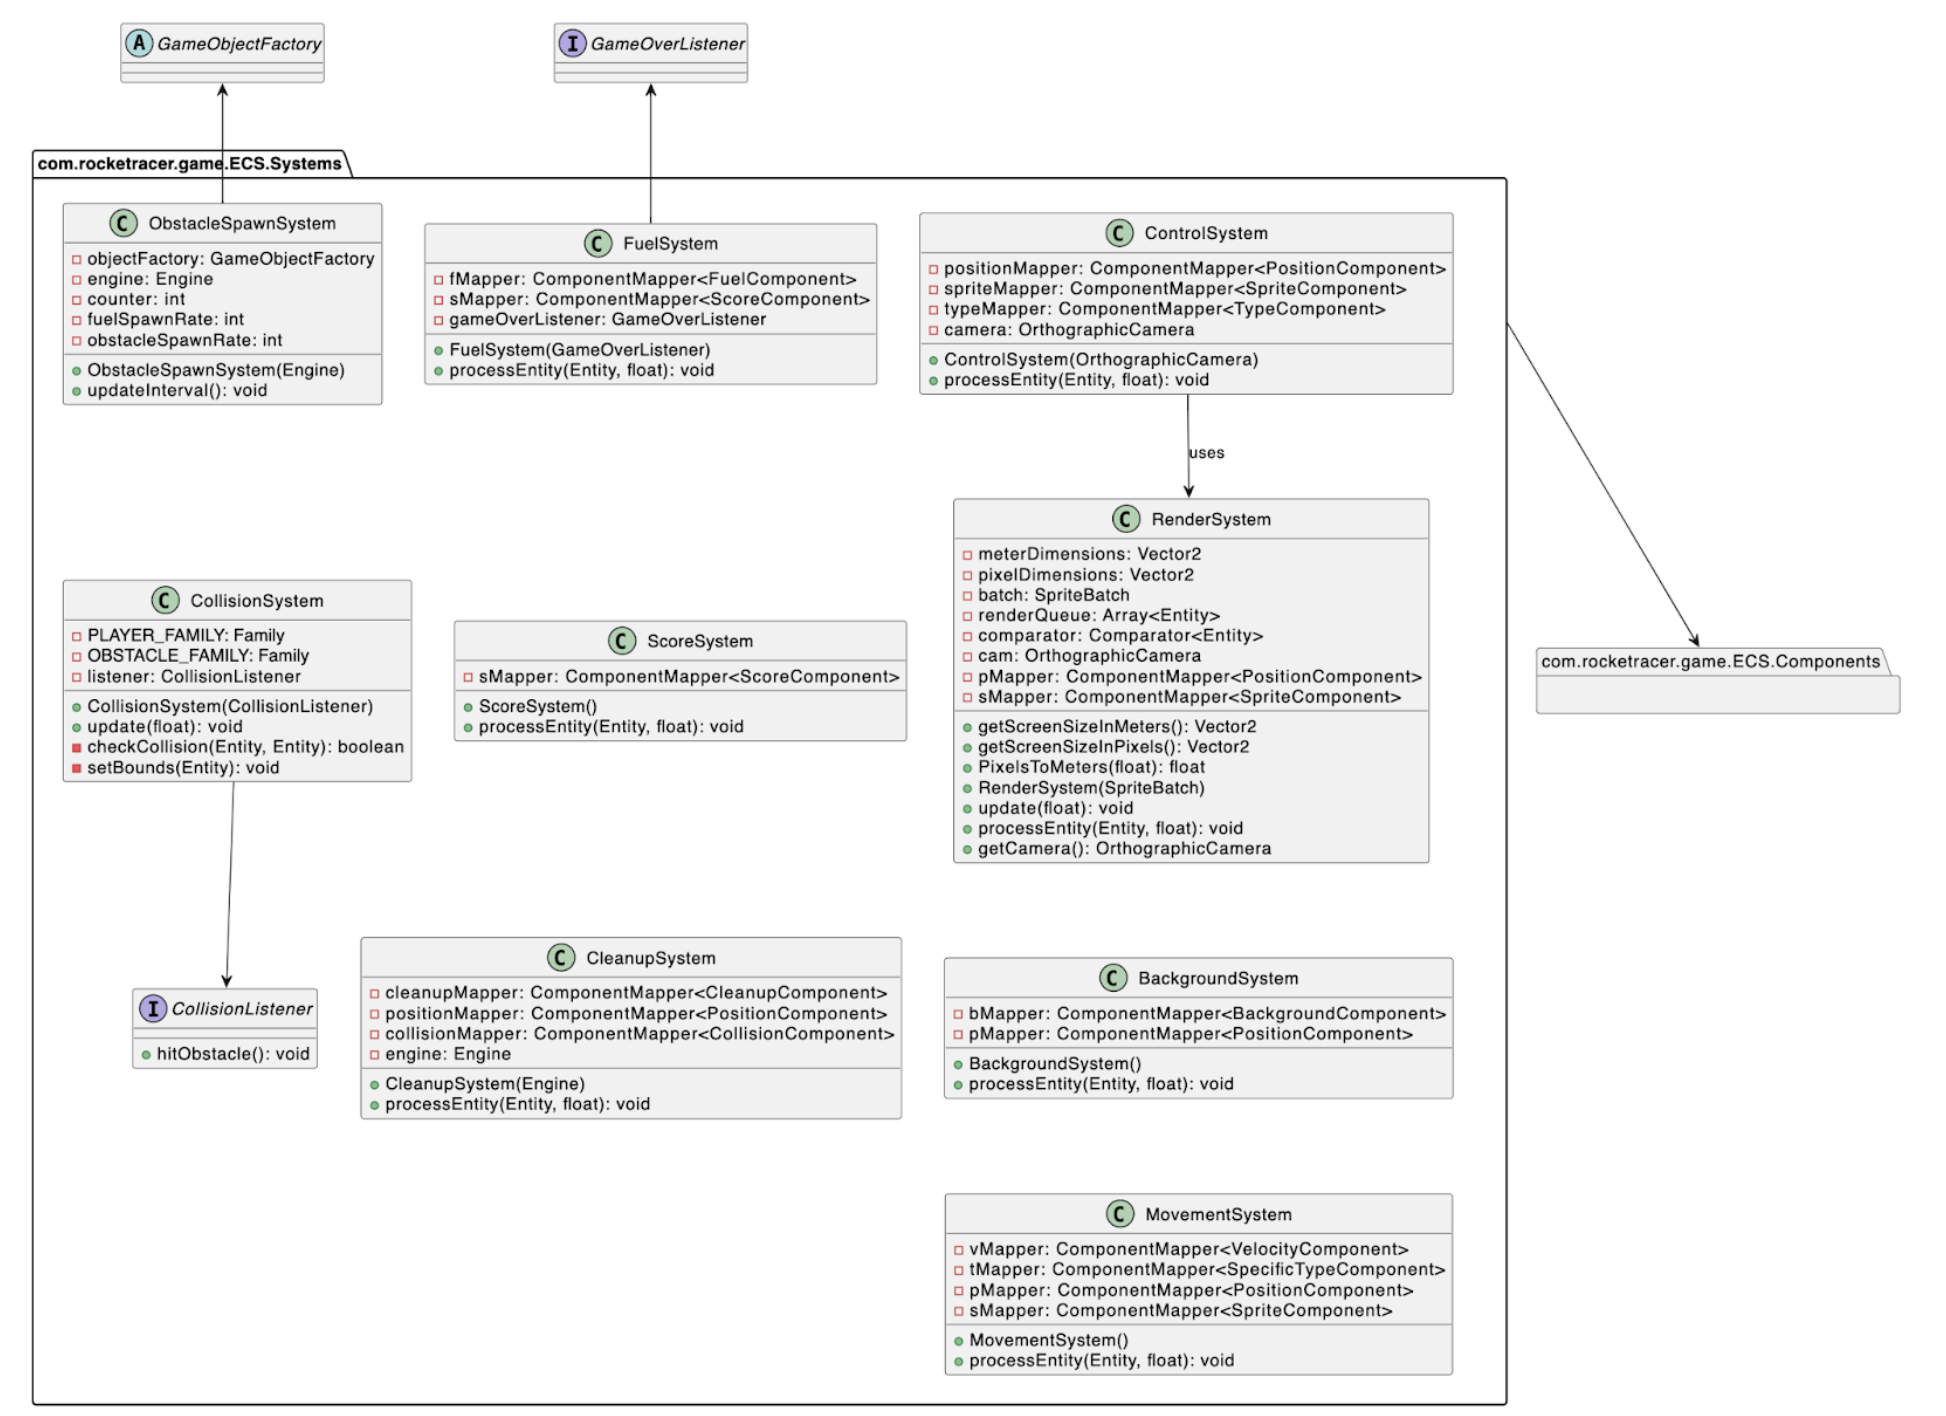 A GameObjectFactory
I GameOverListener
com.rocketracer.game.ECS.Systems
C ObstacleSpawnSystem
objectFactory: GameObjectFactory
engine: Engine
counter: int
fuelSpawnRate: int
obstacleSpawnRate: int
ObstacleSpawnSystem(Engine)
updateInterval(): void
C FuelSystem
fMapper: ComponentMapper<FuelComponent>
sMapper: ComponentMapper<ScoreComponent>
gameOverListener: GameOverListener
FuelSystem(GameOverListener)
processEntity(Entity, float): void
C ControlSystem
positionMapper: ComponentMapper<PositionComponent>
spriteMapper: ComponentMapper<SpriteComponent>
typeMapper: ComponentMapper<TypeComponent>
camera: OrthographicCamera
ControlSystem(OrthographicCamera)
processEntity(Entity, float): void
uses
C CollisionSystem
PLAYER_FAMILY: Family
OBSTACLE_FAMILY: Family
listener: CollisionListener
CollisionSystem(CollisionListener)
update(float): void
checkCollision(Entity, Entity): boolean
setBounds(Entity): void
C ScoreSystem
sMapper: ComponentMapper<ScoreComponent>
ScoreSystem()
processEntity(Entity, float): void
C RenderSystem
meterDimensions: Vector2
pixelDimensions: Vector2
batch: SpriteBatch
renderQueue: Array<Entity>
comparator: Comparator<Entity>
cam: OrthographicCamera
pMapper: ComponentMapper<PositionComponent>
sMapper: ComponentMapper<SpriteComponent>
getScreenSizeInMeters(): Vector2
getScreenSizeInPixels(): Vector2
PixelsToMeters(float): float
RenderSystem(SpriteBatch)
update(float): void
processEntity(Entity, float): void
getCamera(): OrthographicCamera
com.rocketracer.game.ECS.Components
I CollisionListener
hitObstacle(): void
C CleanupSystem
cleanupMapper: ComponentMapper<CleanupComponent>
positionMapper: ComponentMapper<PositionComponent>
collisionMapper: ComponentMapper<CollisionComponent>
engine: Engine
CleanupSystem(Engine)
processEntity(Entity, float): void
C BackgroundSystem
bMapper: ComponentMapper<BackgroundComponent>
pMapper: ComponentMapper<PositionComponent>
BackgroundSystem()
processEntity(Entity, float): void
C MovementSystem
vMapper: ComponentMapper<VelocityComponent>
tMapper: ComponentMapper<SpecificTypeComponent>
pMapper: ComponentMapper<PositionComponent>
sMapper: ComponentMapper<SpriteComponent>
MovementSystem()
processEntity(Entity, float): void